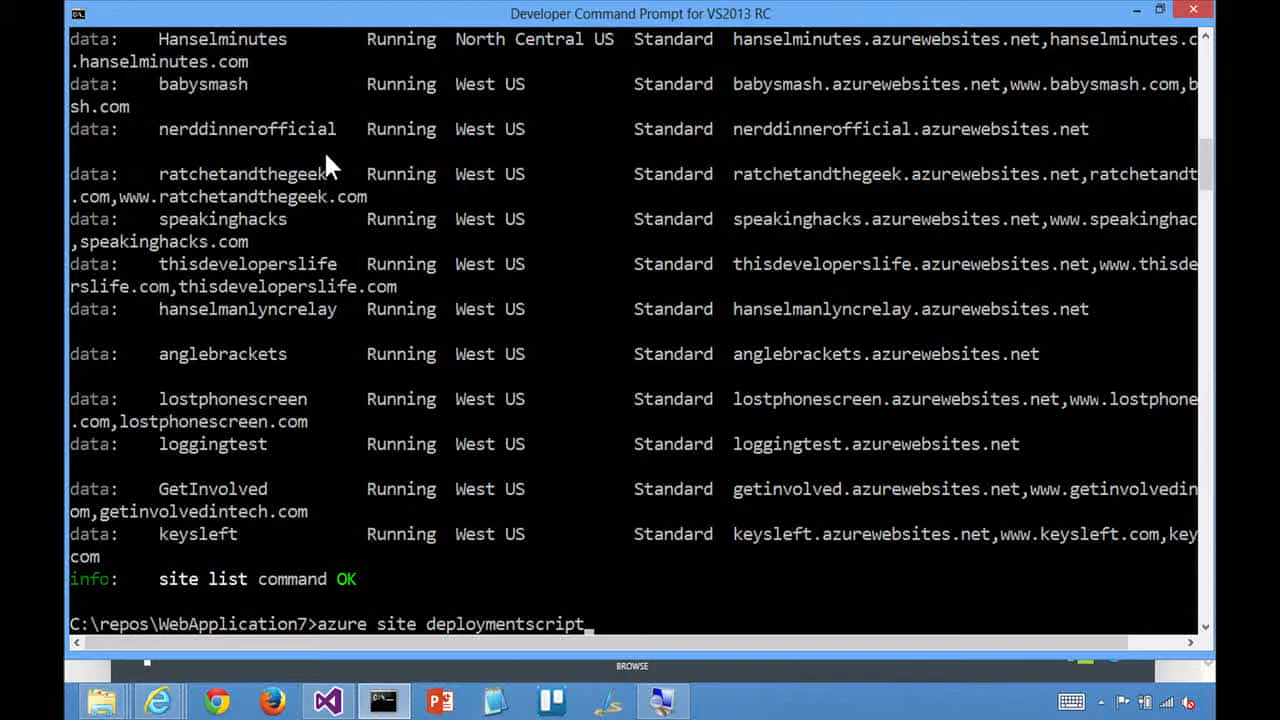 Developer Command Prompt for VS2013 RC
data: Hanselminutes Running North Central US Standard hanselminutes.azurewebsites.net,hanselminutes.c
.hanselminutes.com
data: babysmash Running West US Standard babysmash.azurewebsites.net,www.babysmash.com,b
sh.com
data: nerddinnerofficial Running West US Standard nerddinnerofficial.azurewebsites.net
data: ratchetandthegeek Running West US Standard ratchetandthegeek.azurewebsites.net,ratchetandt
.com,www.ratchetandthegeek.com
data: speakinghacks Running West US Standard speakinghacks.azurewebsites.net,www.speakinghac
,speakinghacks.com
data: thisdeveloperslife Running West US Standard thisdeveloperslife.azurewebsites.net,www.thisde
rslife.com,thisdeveloperslife.com
data: hanselmanlyncrelay Running West US Standard hanselmanlyncrelay.azurewebsites.net
data: anglebrackets Running West US Standard anglebrackets.azurewebsites.net
data: lostphonescreen Running West US Standard lostphonescreen.azurewebsites.net,www.lostphone
.com,lostphonescreen.com
data: loggingtest Running West US Standard loggingtest.azurewebsites.net
data: GetInvolved Running West US Standard getinvolved.azurewebsites.net,www.getinvolvedin
om,getinvolvedintech.com
data: keysleft Running West US Standard keysleft.azurewebsites.net,www.keysleft.com,key
com
info: site list command OK
C:\repos\WebApplication7>azure site deploymentscript_
BROWSE